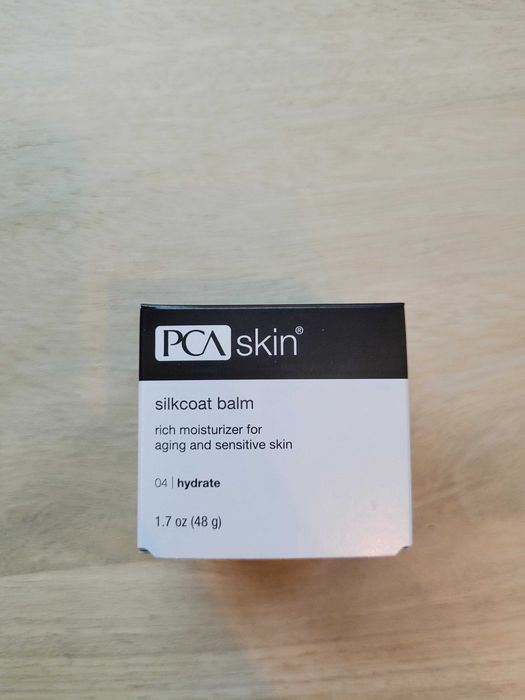 PCA skin®
silkcoat balm
rich moisturizer for
aging and sensitive skin
04 | hydrate
1.7 oz (48 g)